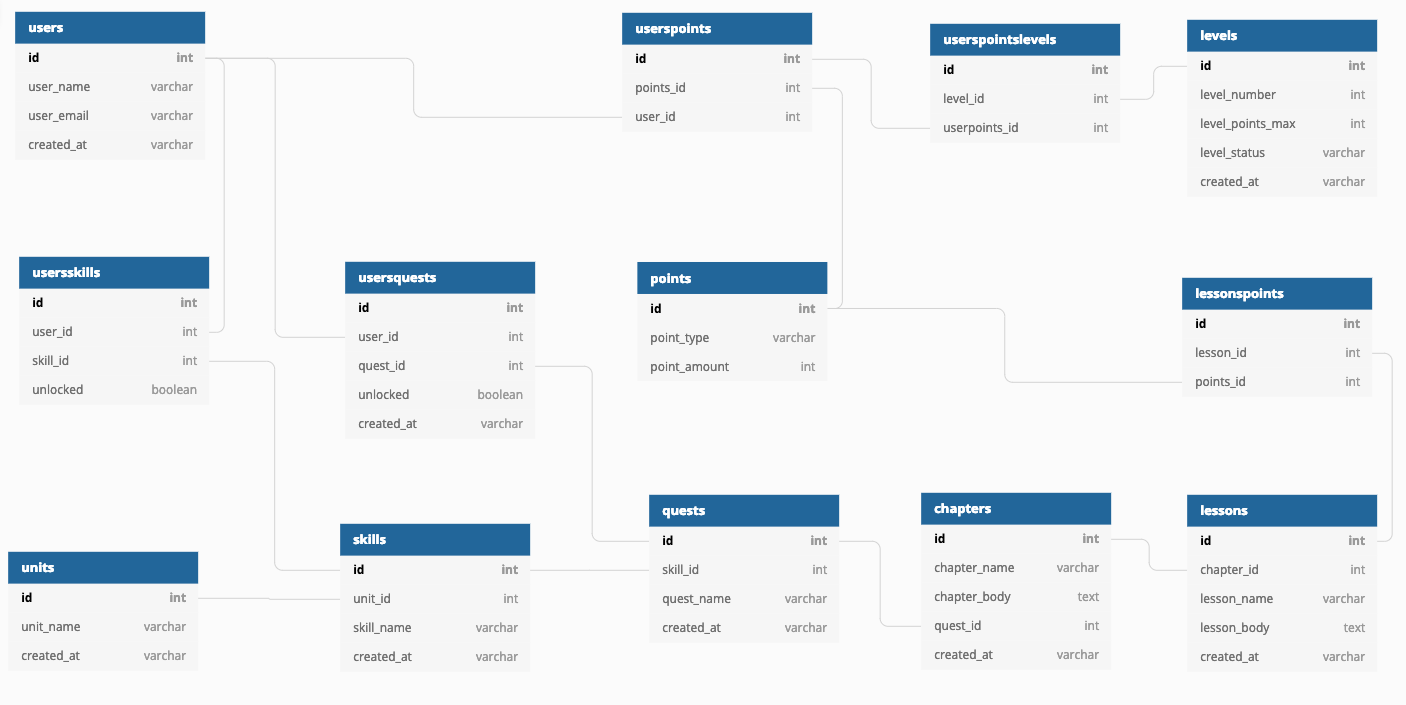 users
id int
user_name varchar
user_email varchar
created_at varchar
userspoints
id int
points_id int
user_id int
userspointslevels
id int
level_id int
userpoints_id int
levels
id int
level_number int
level_points_max int
level_status varchar
created_at varchar
usersskills
id int
user_id int
skill_id int
unlocked boolean
usersquests
id int
user_id int
quest_id int
unlocked boolean
created_at varchar
points
id int
point_type varchar
point_amount int
lessonspoints
id int
lesson_id int
points_id int
units
id int
unit_name varchar
created_at varchar
skills
id int
unit_id int
skill_name varchar
created_at varchar
quests
id int
skill_id int
quest_name varchar
created_at varchar
chapters
id int
chapter_name varchar
chapter_body text
quest_id int
created_at varchar
lessons
id int
chapter_id int
lesson_name varchar
lesson_body text
created_at varchar